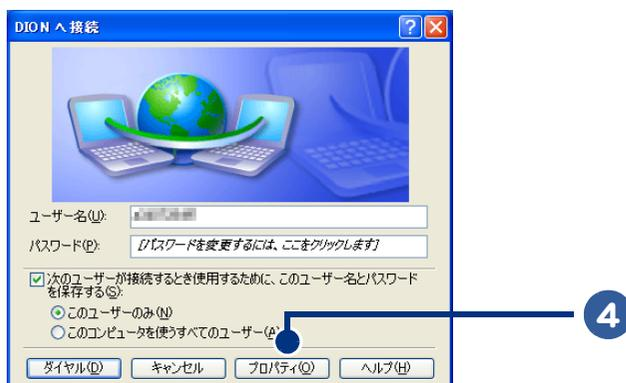 DION へ接続
ユーザー名(U):
パスワード(P): [パスワードを変更するには、ここをクリックします]
次のユーザーが接続するとき使用するために、このユーザー名とパスワード
を保存する(S):
このユーザーのみ(N)
このコンピュータを使うすべてのユーザー(A)
4
ダイヤル(D) キャンセル プロパティ(O) ヘルプ(H)